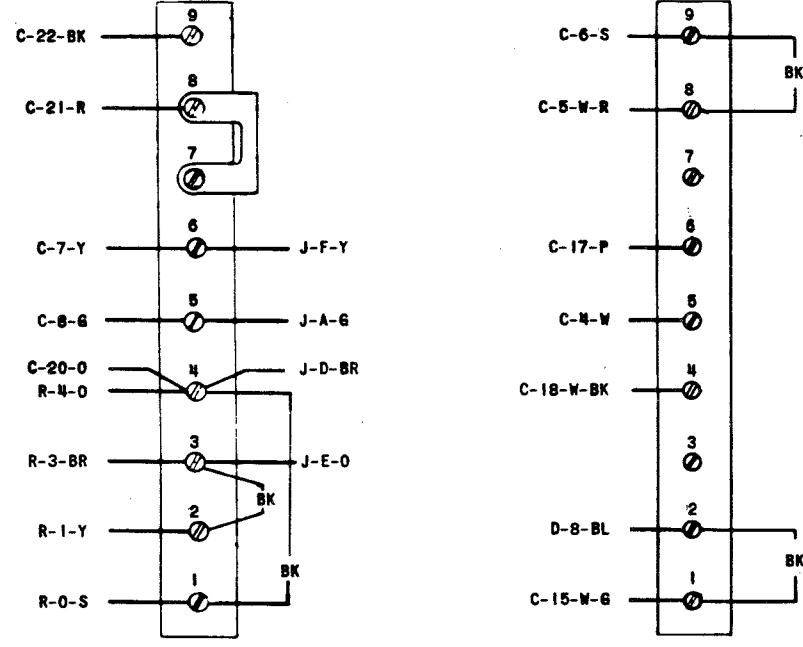 9
C-22-BK
8
C-21-R
7
6
C-7-Y J-F-Y
5
C-8-G J-A-G
C-20-O 4 J-D-BR
R-4-O
3
R-3-BR J-E-O
BK
2
R-1-Y
BK
1
R-O-S
9
C-6-S
BK
8
C-5-W-R
7
6
C-17-P
5
C-4-W
4
C-18-W-BK
3
2
D-8-BL
BK
1
C-15-W-G